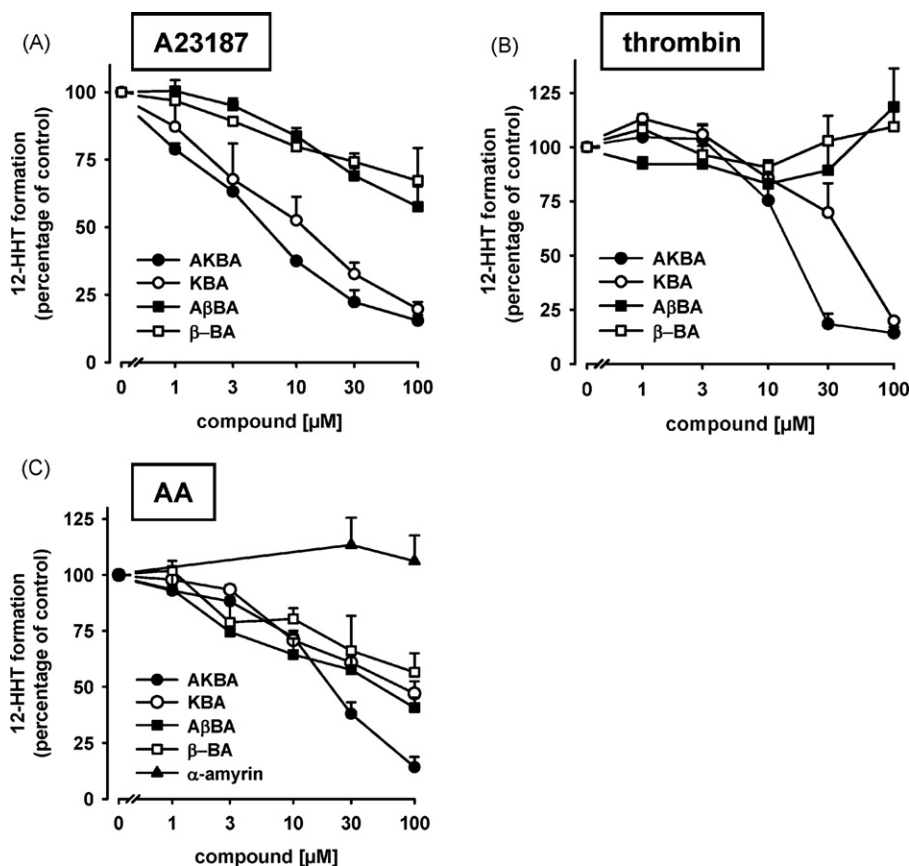 (A)
A23187
12-HHT formation
(percentage of control)
100
75
50
25
0
AKBA
KBA
AβBA
β–BA
0 1 3 10 30 100
compound [µM]
(B)
thrombin
12-HHT formation
(percentage of control)
125
100
75
50
25
0
AKBA
KBA
AβBA
β–BA
0 1 3 10 30 100
compound [µM]
(C)
AA
12-HHT formation
(percentage of control)
125
100
75
50
25
0
AKBA
KBA
AβBA
β–BA
α-amyrin
0 1 3 10 30 100
compound [µM]